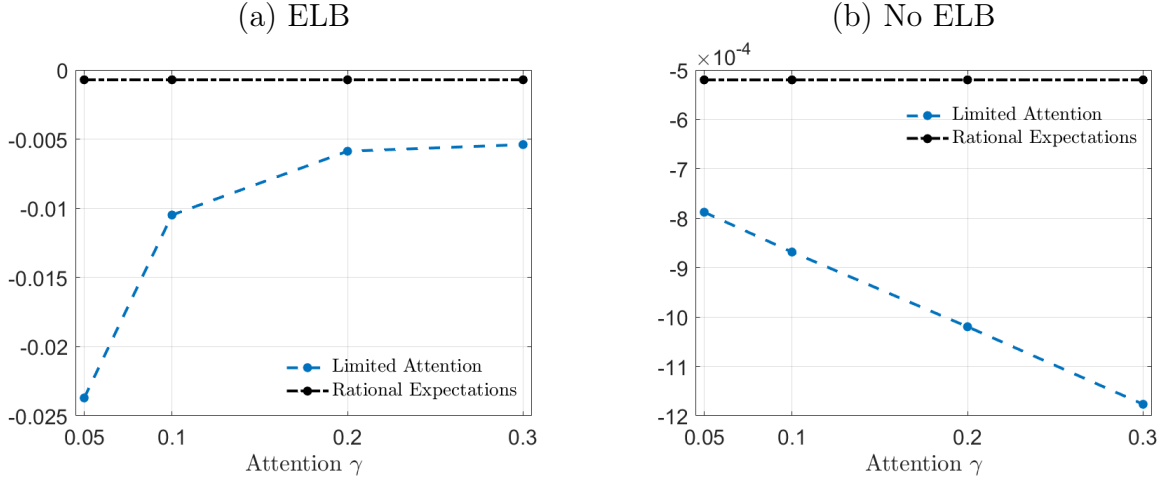 (a) ELB
0
-0.005
-0.01
-0.015
-0.02
-0.025
0.05
0.1
0.2
0.3
Attention γ
Limited Attention
Rational Expectations
(b) No ELB
×10⁻⁴
-5
-6
-7
-8
-9
-10
-11
-12
0.05
0.1
0.2
0.3
Attention γ
Limited Attention
Rational Expectations